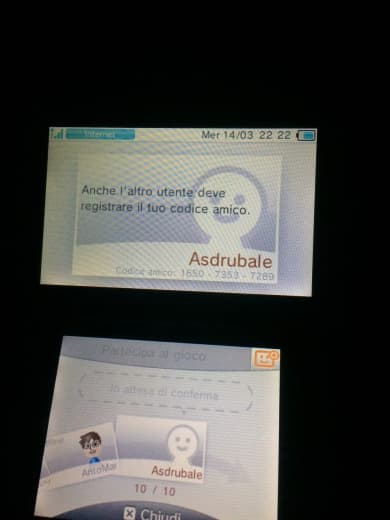 Internet
Mer 14/03 22 22
Anche l'altro utente deve
registrare il tuo codice amico.
Asdrubale
Codice amico: 1650 - 7353 - 7289
Partecipa al gioco
In attesa di conferma
AntoMar
Asdrubale
10 / 10
X Chiudi